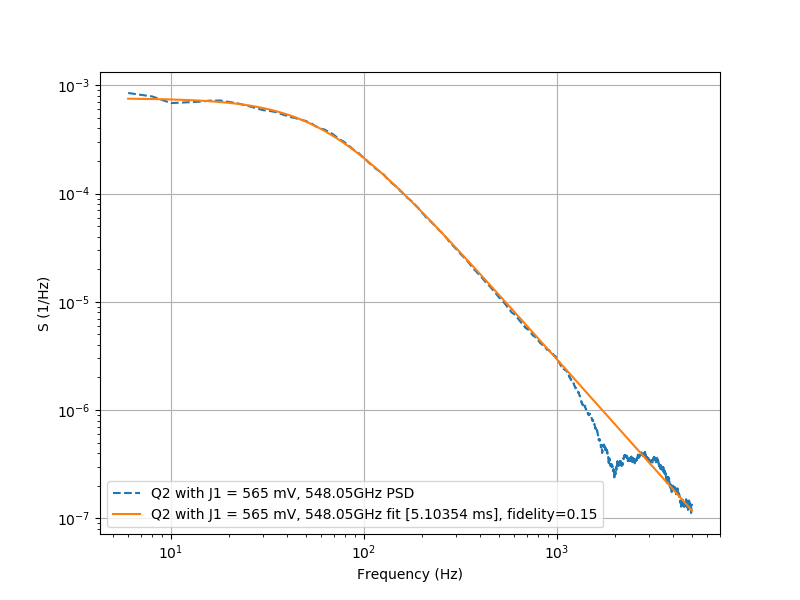 10⁻³
10⁻⁴
10⁻⁵
10⁻⁶
10⁻⁷
S (1/Hz)
Q2 with J1 = 565 mV, 548.05GHz PSD
Q2 with J1 = 565 mV, 548.05GHz fit [5.10354 ms], fidelity=0.15
10¹ 10² 10³
Frequency (Hz)